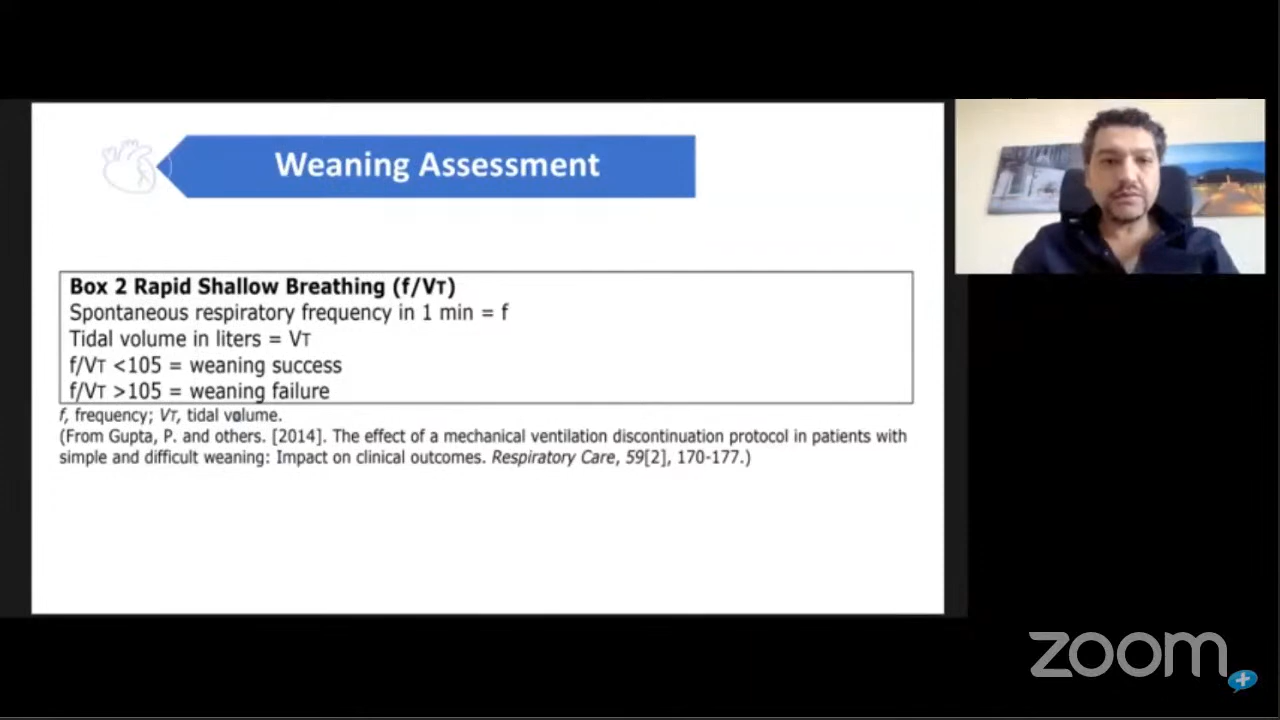 Weaning Assessment
Box 2 Rapid Shallow Breathing (f/VT)
Spontaneous respiratory frequency in 1 min = f
Tidal volume in liters = VT
f/VT <105 = weaning success
f/VT >105 = weaning failure
f, frequency; VT, tidal volume.
(From Gupta, P. and others. [2014]. The effect of a mechanical ventilation discontinuation protocol in patients with
simple and difficult weaning: Impact on clinical outcomes. Respiratory Care, 59[2], 170-177.)
zoom